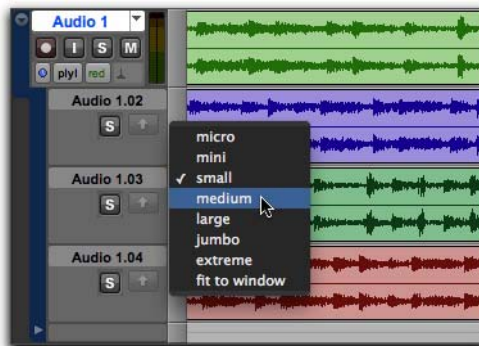 Audio 1
I S M
plyl red
Audio 1.02
S
micro
mini
Audio 1.03
✓ small
S
medium
large
jumbo
Audio 1.04
extreme
S
fit to window